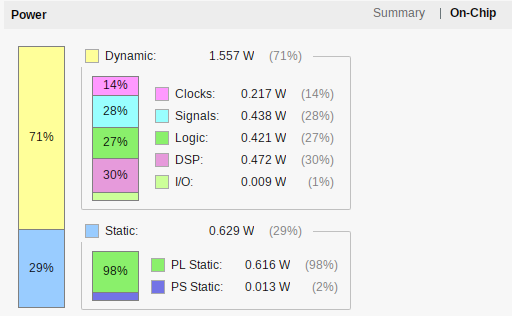 Power Summary | On-Chip
71%
29%
Dynamic: 1.557 W (71%)
14%
28%
27%
30%
Clocks: 0.217 W (14%)
Signals: 0.438 W (28%)
Logic: 0.421 W (27%)
DSP: 0.472 W (30%)
I/O: 0.009 W (1%)
Static: 0.629 W (29%)
98%
PL Static: 0.616 W (98%)
PS Static: 0.013 W (2%)